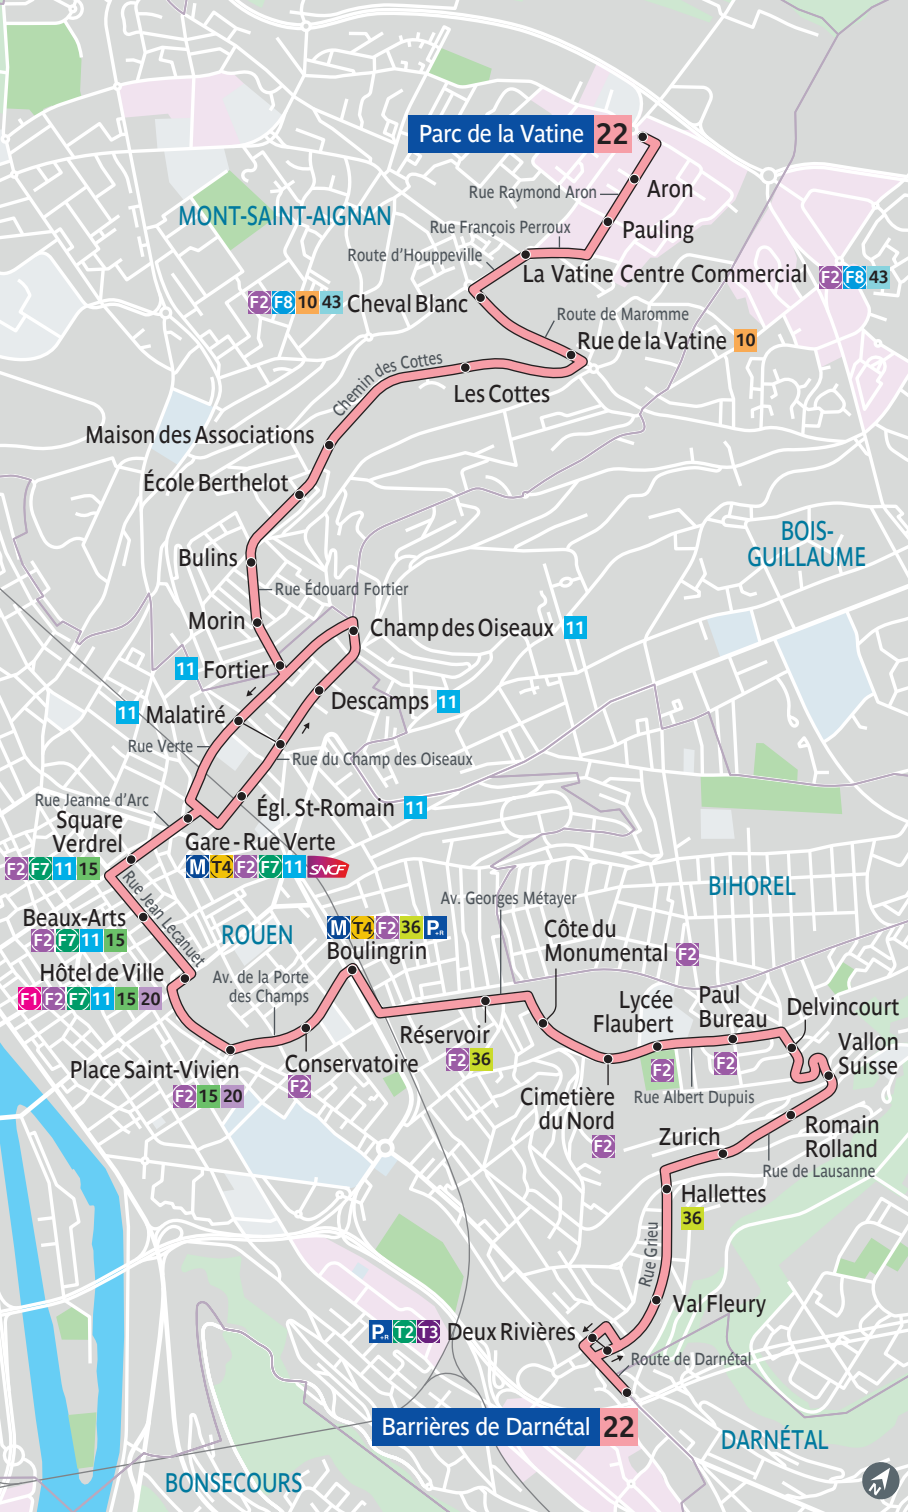 Parc de la Vatine 22
Rue Raymond Aron
Aron
MONT-SAINT-AIGNAN
Rue François Perroux
Pauling
Route d'Houppeville
La Vatine Centre Commercial F2 F8 43
F2 F8 10 43 Cheval Blanc
Route de Maromme
Rue de la Vatine 10
Chemin des Cottes
Les Cottes
Maison des Associations
École Berthelot
BOIS-
GUILLAUME
Bulins
Rue Édouard Fortier
Morin
Champ des Oiseaux 11
11 Fortier
Descamps 11
11 Malatiré
Rue Verte
Rue du Champ des Oiseaux
Rue Jeanne d'Arc
Égl. St-Romain 11
Square
Verdrel
F2 F7 11 15
Gare - Rue Verte
M T4 F2 F7 11 SNCF
Rue Jean Lecanuet
BIHOREL
Av. Georges Métayer
Beaux-Arts
F2 F7 11 15
ROUEN
M T4 F2 36 P+R
Boulingrin
Côte du
Monumental F2
Hôtel de Ville
F1 F2 F7 11 15 20
Av. de la Porte
des Champs
Réservoir
F2 36
Lycée
Flaubert
F2
Paul
Bureau
F2
Delvincourt
Vallon
Suisse
Place Saint-Vivien
F2 15 20
Conservatoire
F2
Cimetière
du Nord
F2
Rue Albert Dupuis
Romain
Rolland
Zurich
Rue de Lausanne
Hallettes
36
Rue Grieu
Val Fleury
P+R T2 T3 Deux Rivières
Route de Darnétal
Barrières de Darnétal 22
DARNÉTAL
BONSECOURS
N